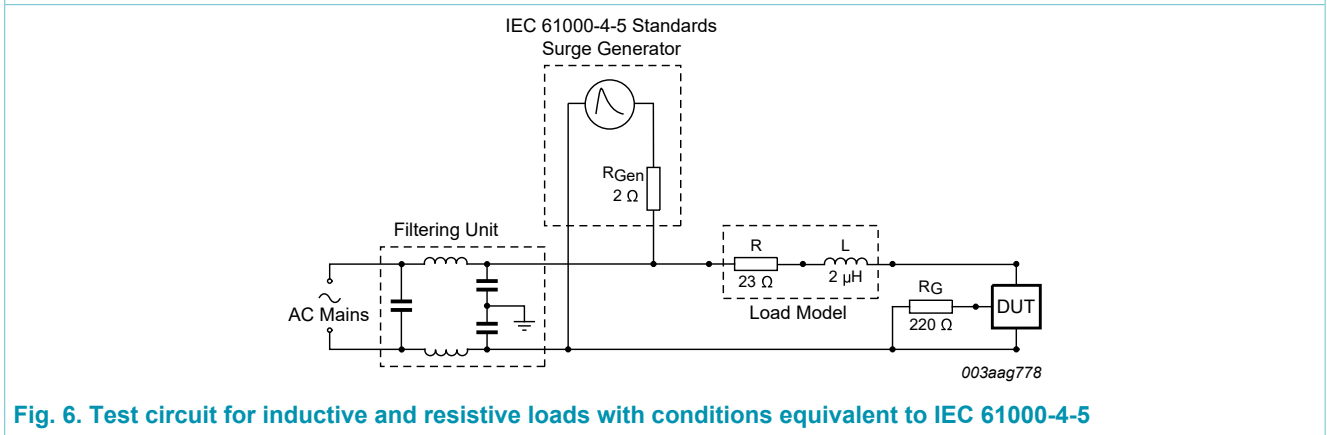 IEC 61000-4-5 Standards
Surge Generator
RGen
2 Ω
Filtering Unit
AC Mains
R
23 Ω
L
2 µH
Load Model
RG
220 Ω
DUT
003aag778
Fig. 6. Test circuit for inductive and resistive loads with conditions equivalent to IEC 61000-4-5